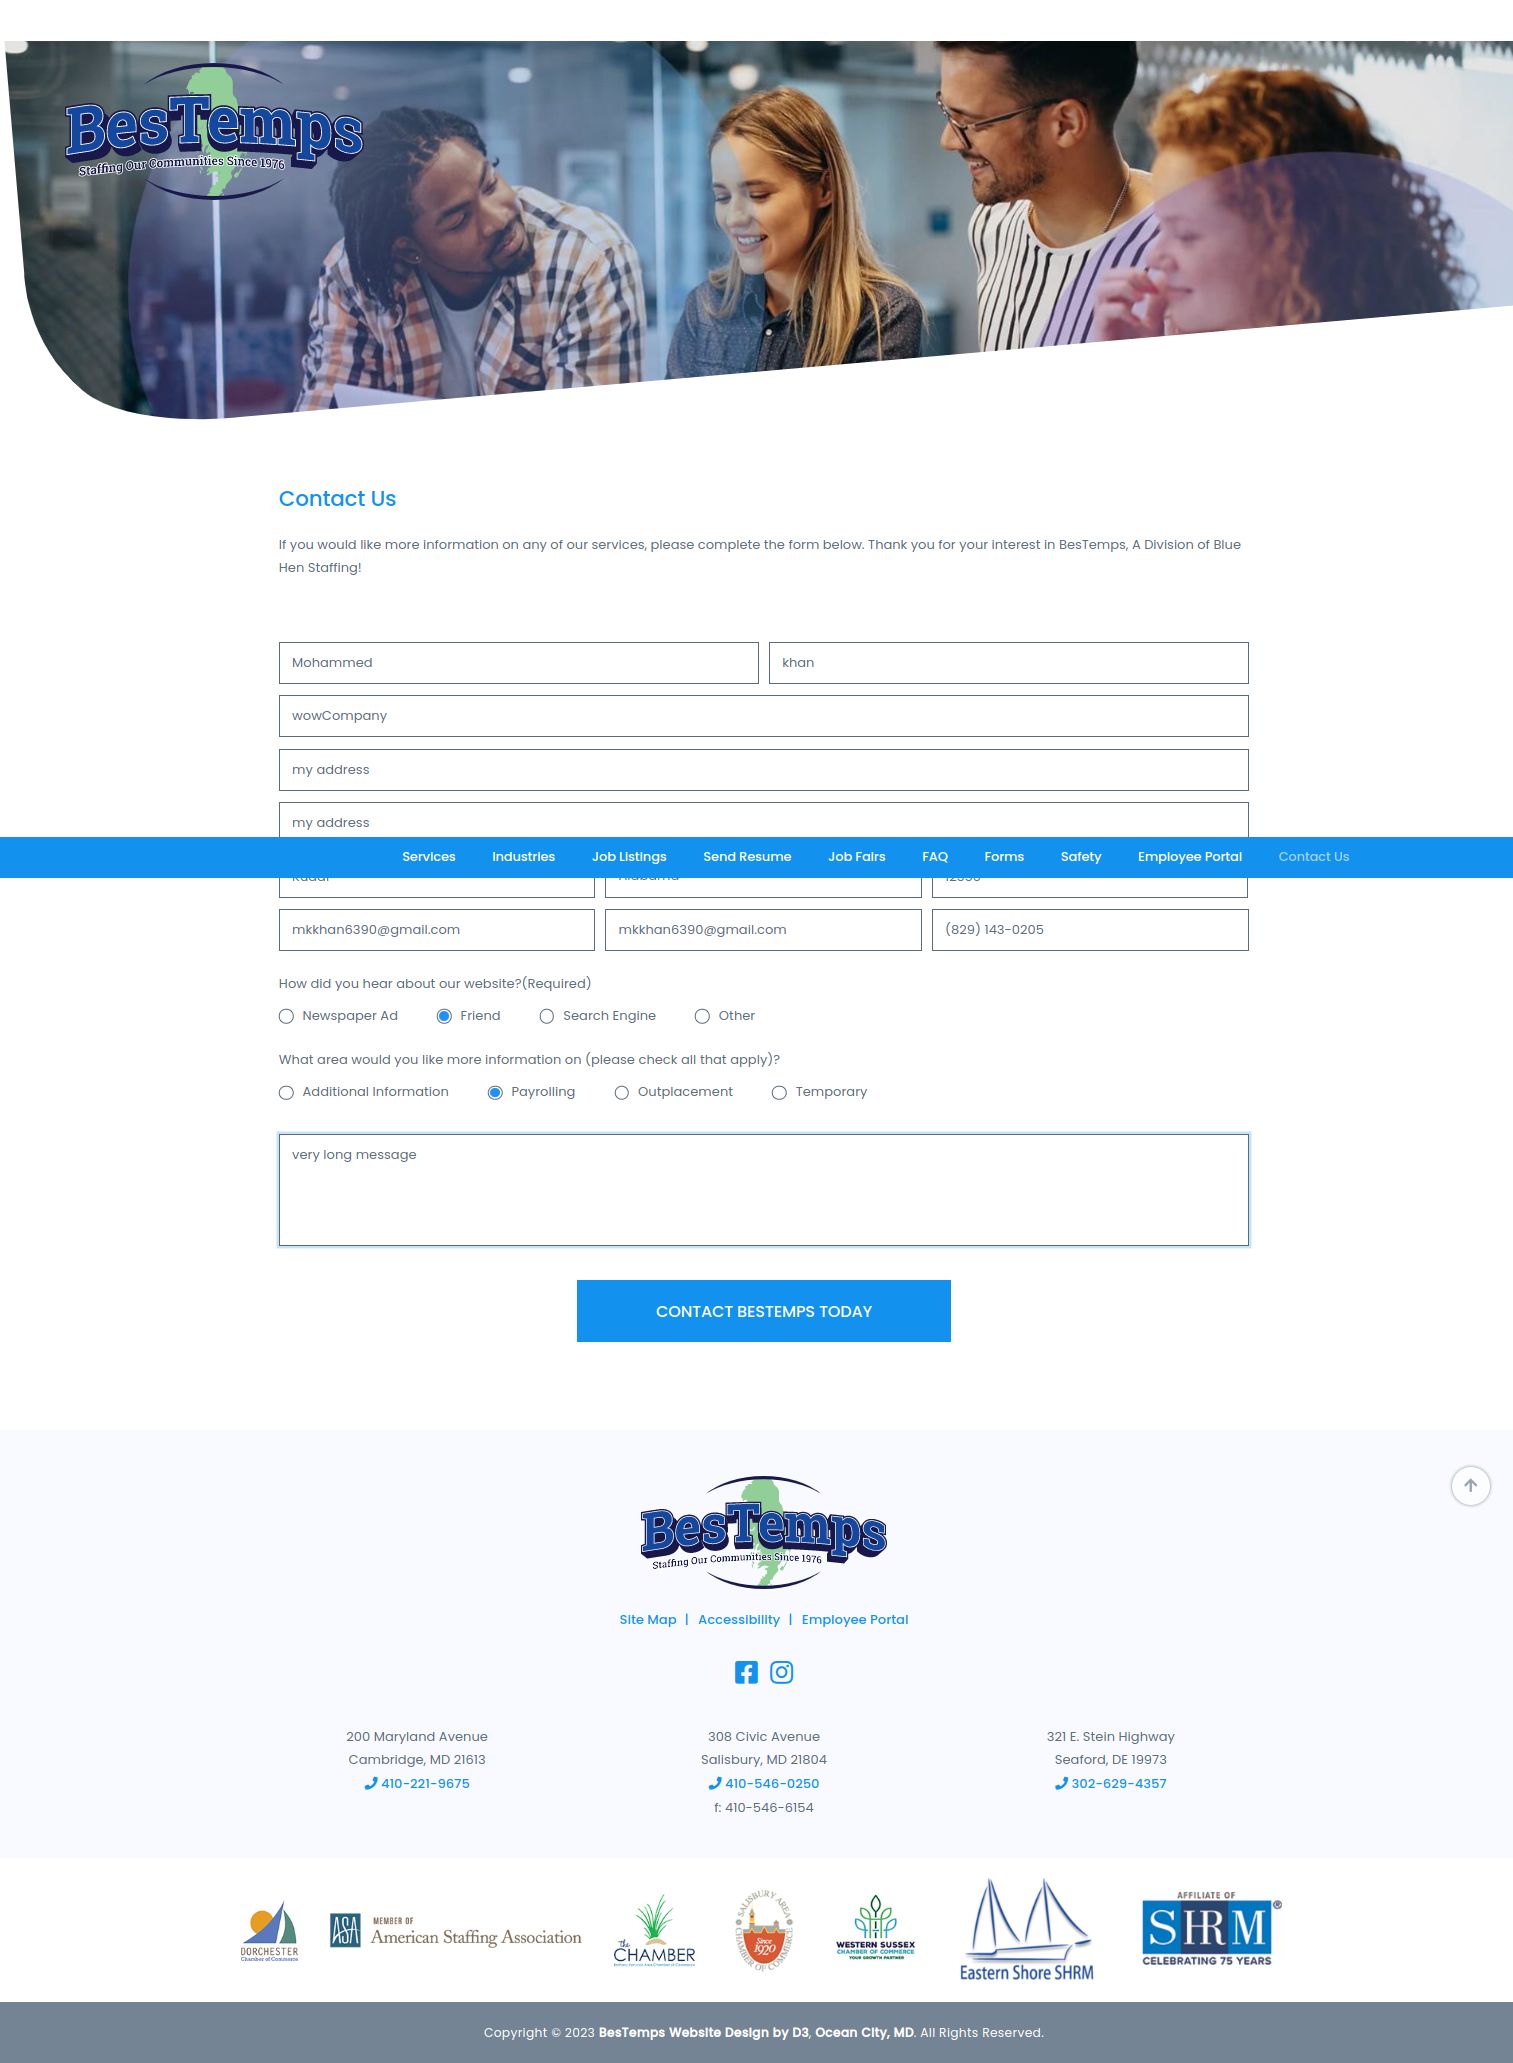 BesTemps
Staffing Our Communities Since 1976
Contact Us
If you would like more information on any of our services, please complete the form below. Thank you for your interest in BesTemps, A Division of Blue
Hen Staffing!
Mohammed khan
wowCompany
my address
my address
Services Industries Job Listings Send Resume Job Fairs FAQ Forms Safety Employee Portal Contact Us
mkkhan6390@gmail.com mkkhan6390@gmail.com (829) 143-0205
How did you hear about our website?(Required)
Newspaper Ad Friend Search Engine Other
What area would you like more information on (please check all that apply)?
Additional Information Payrolling Outplacement Temporary
very long message
CONTACT BESTEMPS TODAY
BesTemps
Staffing Our Communities Since 1976
Site Map | Accessibility | Employee Portal
200 Maryland Avenue
Cambridge, MD 21613
410-221-9675
308 Civic Avenue
Salisbury, MD 21804
410-546-0250
f: 410-546-6154
321 E. Stein Highway
Seaford, DE 19973
302-629-4357
DORCHESTER
Chamber of Commerce
ASA
MEMBER OF
American Staffing Association
the
CHAMBER
SALISBURY AREA
Since
1920
CHAMBER OF COMMERCE
WESTERN SUSSEX
CHAMBER OF COMMERCE
YOUR GROWTH PARTNER
Eastern Shore SHRM
AFFILIATE OF
SHRM®
CELEBRATING 75 YEARS
Copyright © 2023 BesTemps Website Design by D3, Ocean City, MD. All Rights Reserved.